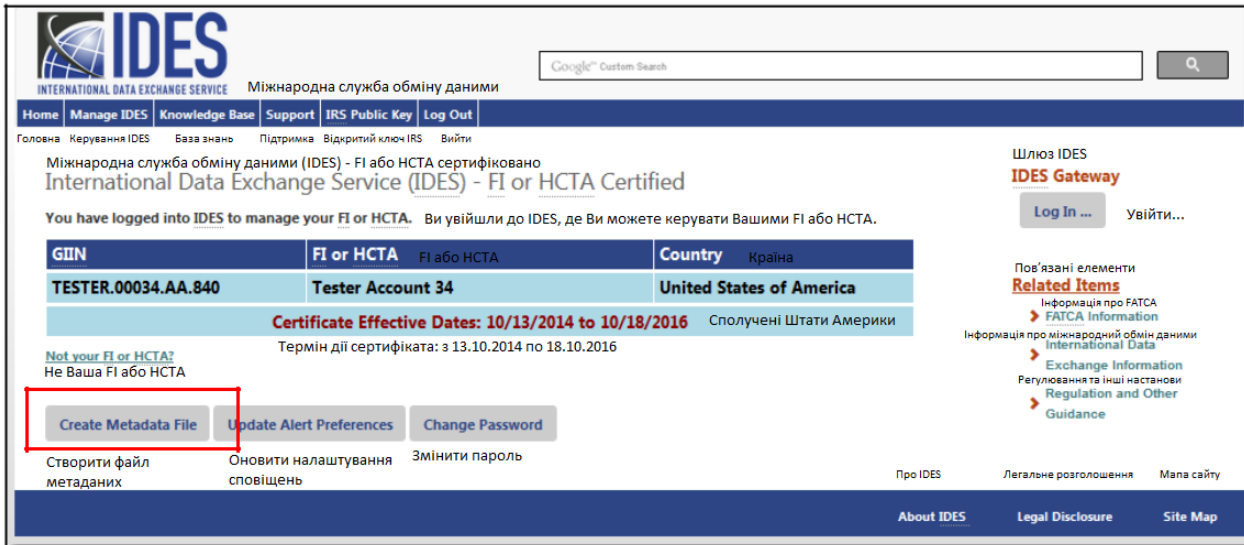 IDES
INTERNATIONAL DATA EXCHANGE SERVICE
Міжнародна служба обміну даними
Google™ Custom Search
Home Manage IDES Knowledge Base Support IRS Public Key Log Out
Головна Керування IDES База знань Підтримка Відкритий ключ IRS Вийти
Міжнародна служба обміну даними (IDES) - FI або HCTA сертифіковано
International Data Exchange Service (IDES) - FI or HCTA Certified
You have logged into IDES to manage your FI or HCTA. Ви увійшли до IDES, де Ви можете керувати Вашими FI або HCTA.
Шлюз IDES
IDES Gateway
Log In ... Увійти...
GIIN FI or HCTA FI або HCTA Country Країна
TESTER.00034.AA.840 Tester Account 34 United States of America
Certificate Effective Dates: 10/13/2014 to 10/18/2016 Сполучені Штати Америки
Термін дії сертифіката: з 13.10.2014 по 18.10.2016
Not your FI or HCTA?
Не Ваша FI або HCTA
Пов’язані елементи
Related Items
Інформація про FATCA
FATCA Information
Інформація про міжнародний обмін даними
International Data
Exchange Information
Регулювання та інші настанови
Regulation and Other
Guidance
Create Metadata File Update Alert Preferences Change Password
Створити файл
метаданих
Оновити налаштування
сповіщень
Змінити пароль
Про IDES Легальне розголошення Мапа сайту
About IDES Legal Disclosure Site Map